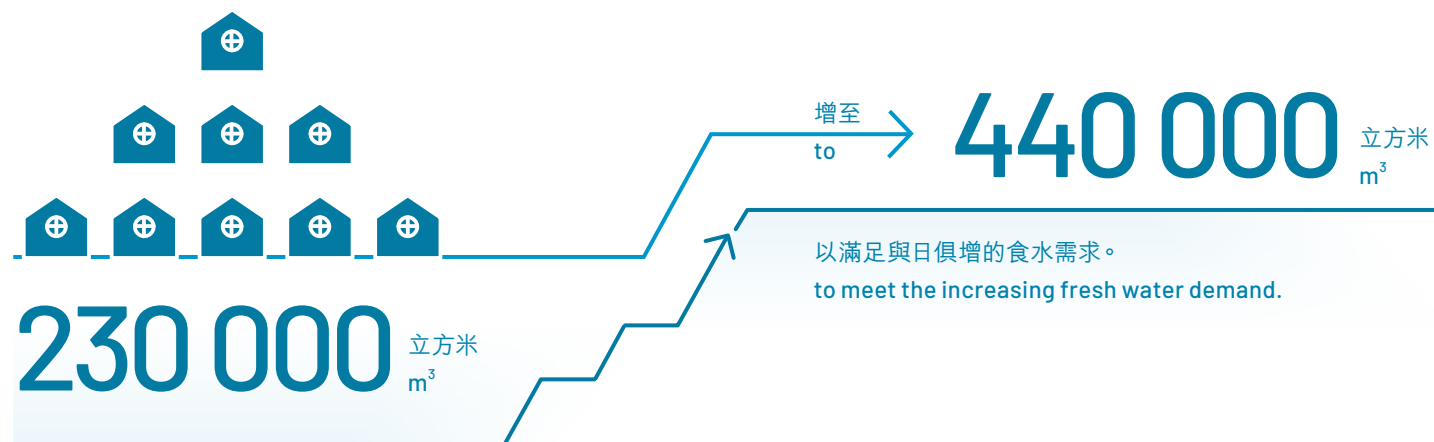 230 000
立方米
m³
增至
to
440 000
立方米
m³
以滿足與日俱增的食水需求。
to meet the increasing fresh water demand.